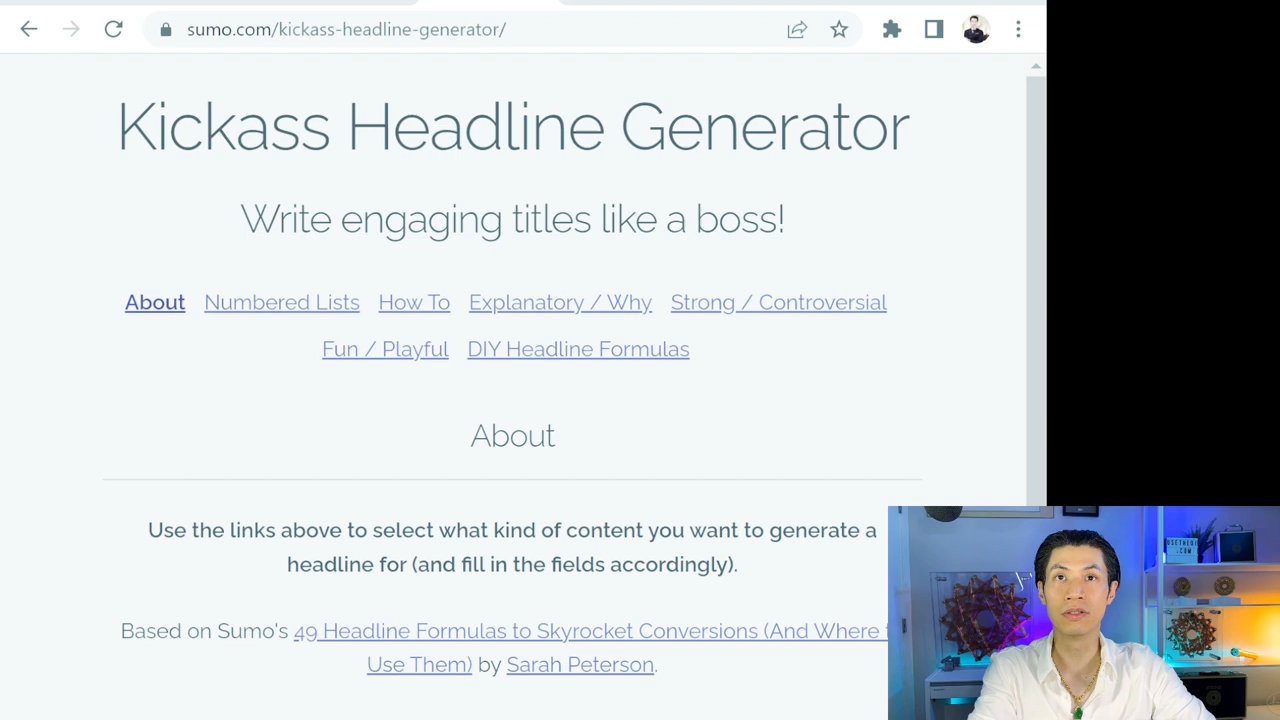 sumo.com/kickass-headline-generator/
Kickass Headline Generator
Write engaging titles like a boss!
About Numbered Lists How To Explanatory / Why Strong / Controversial
Fun / Playful DIY Headline Formulas
About
Use the links above to select what kind of content you want to generate a
headline for (and fill in the fields accordingly).
Based on Sumo's 49 Headline Formulas to Skyrocket Conversions (And Where
Use Them) by Sarah Peterson.
.COM